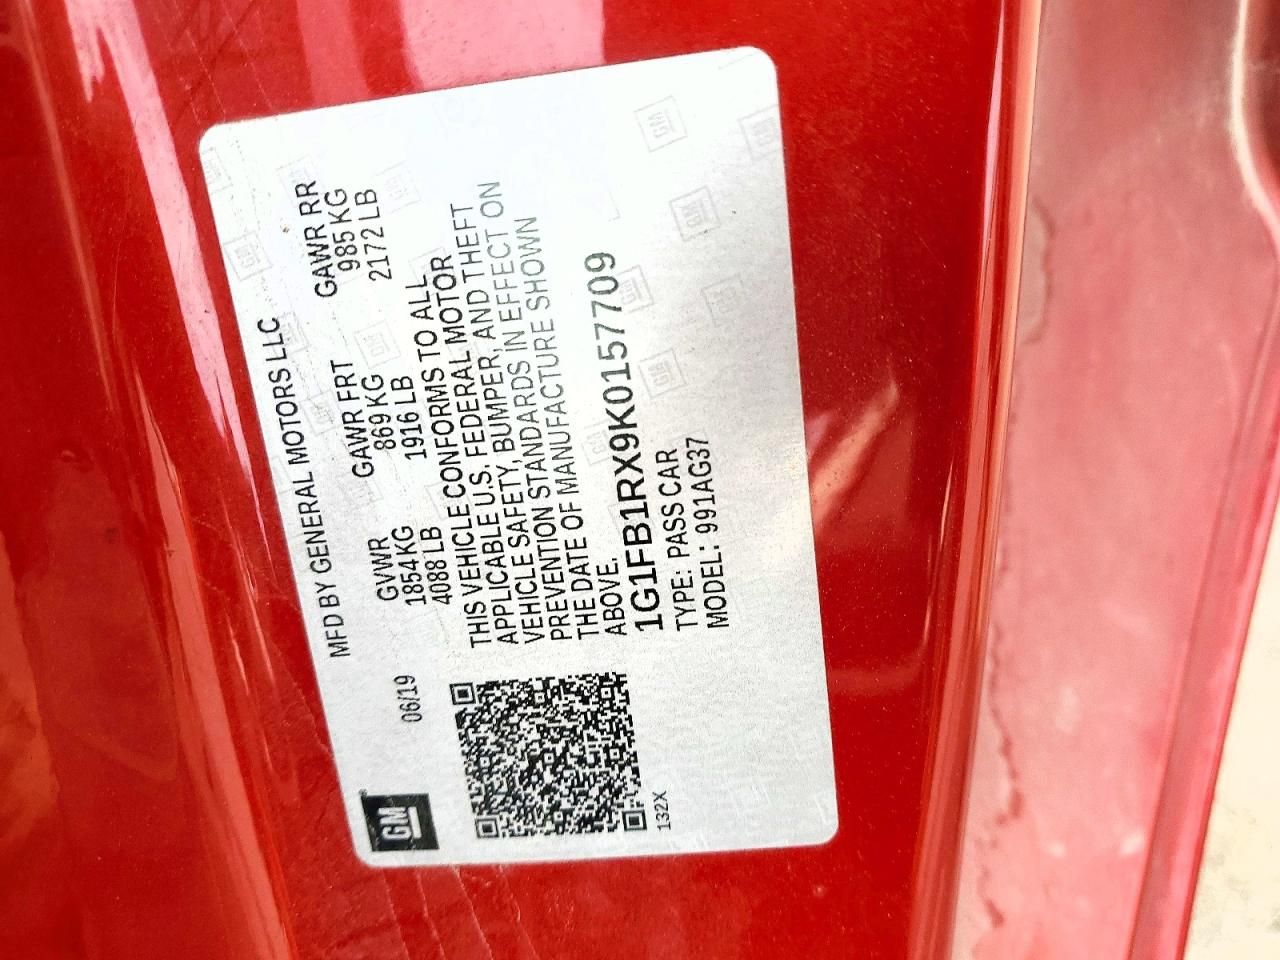 GM
MFD BY GENERAL MOTORS LLC
06/19
GVWR GAWR FRT GAWR RR
1854KG 869 KG 985 KG
4088 LB 1916 LB 2172 LB
THIS VEHICLE CONFORMS TO ALL
APPLICABLE U.S. FEDERAL MOTOR
VEHICLE SAFETY, BUMPER, AND THEFT
PREVENTION STANDARDS IN EFFECT ON
THE DATE OF MANUFACTURE SHOWN
ABOVE.
1G1FB1RX9K0157709
TYPE: PASS CAR
MODEL: 991AG37
132X